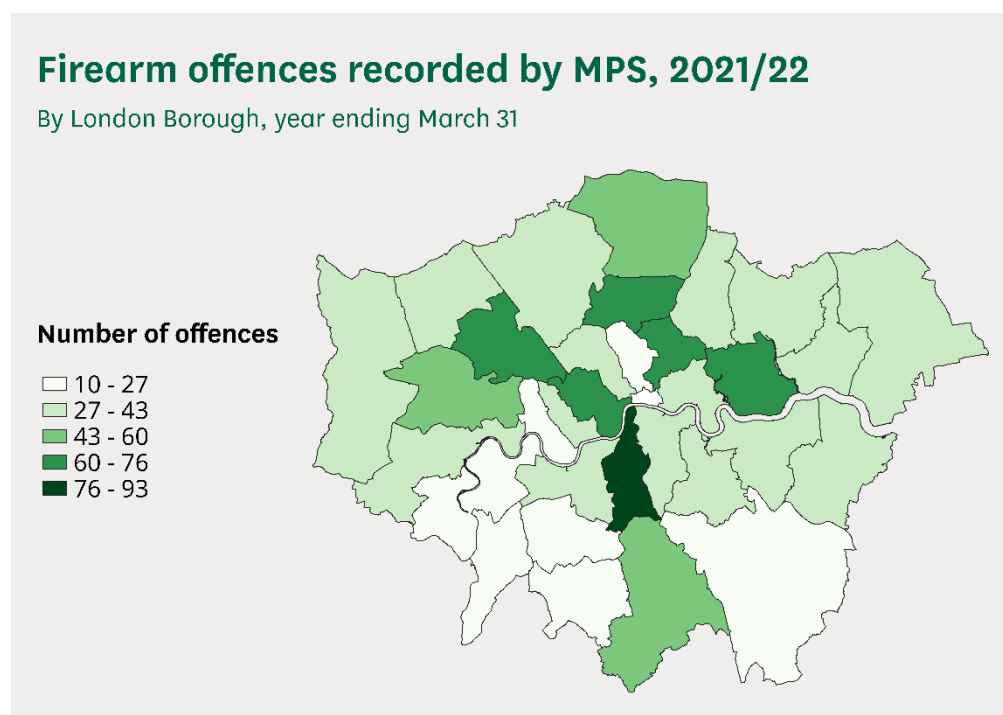 Firearm offences recorded by MPS, 2021/22
By London Borough, year ending March 31
Number of offences
10 - 27
27 - 43
43 - 60
60 - 76
76 - 93